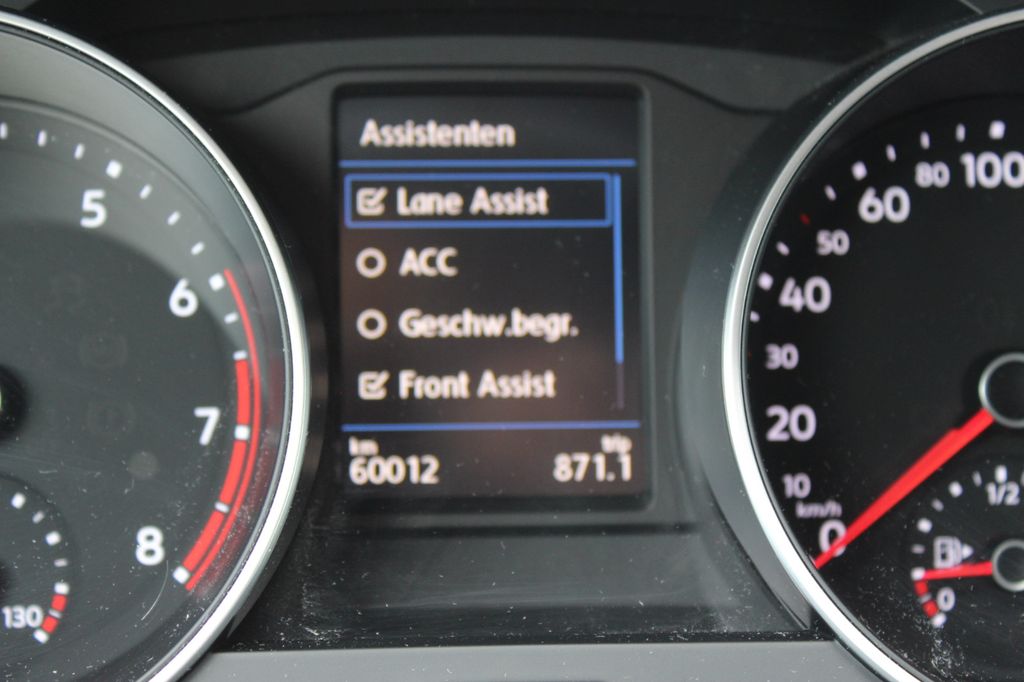 Assistenten
Lane Assist
ACC
Geschw.begr.
Front Assist
km
trip
60012
871.1
5
6
7
8
130
100
80
60
50
40
30
20
10
km/h
0
1/2
0